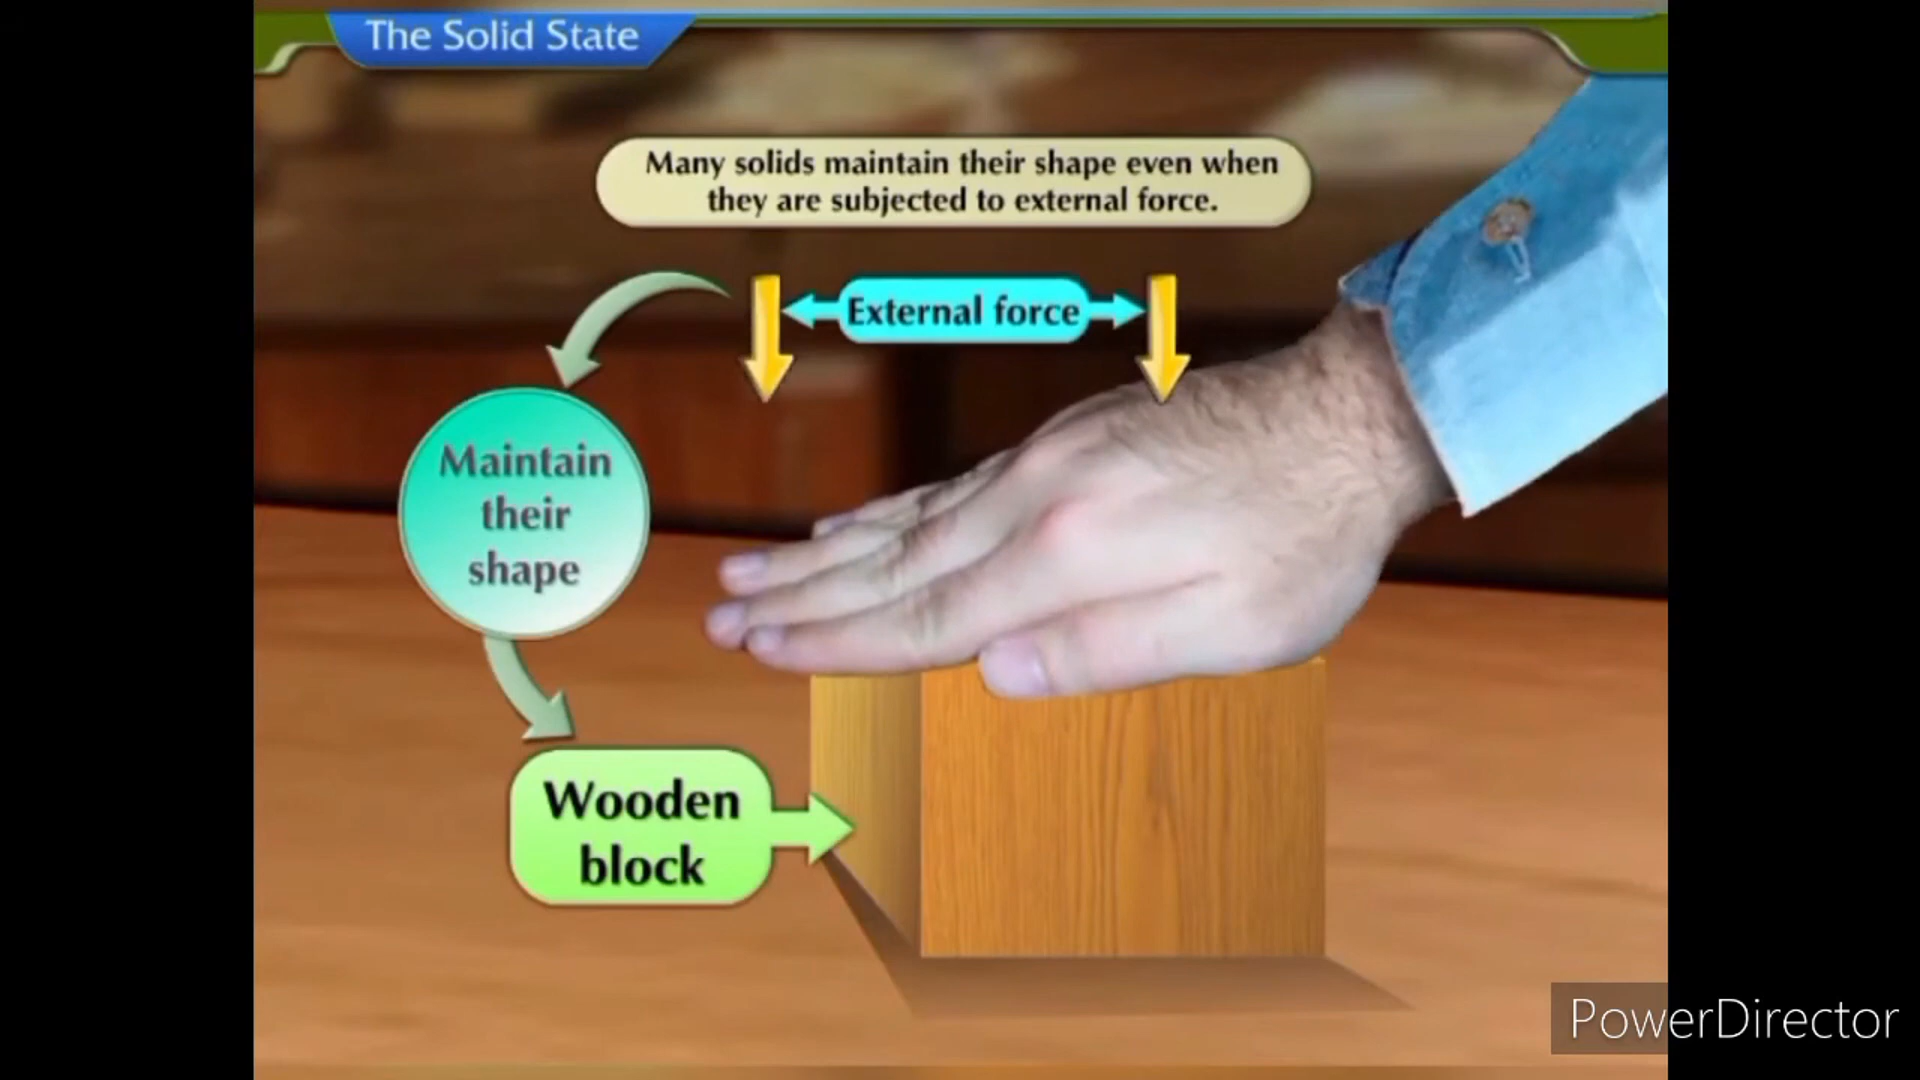 The Solid State
Many solids maintain their shape even when
they are subjected to external force.
External force
Maintain
their
shape
Wooden
block
PowerDirector